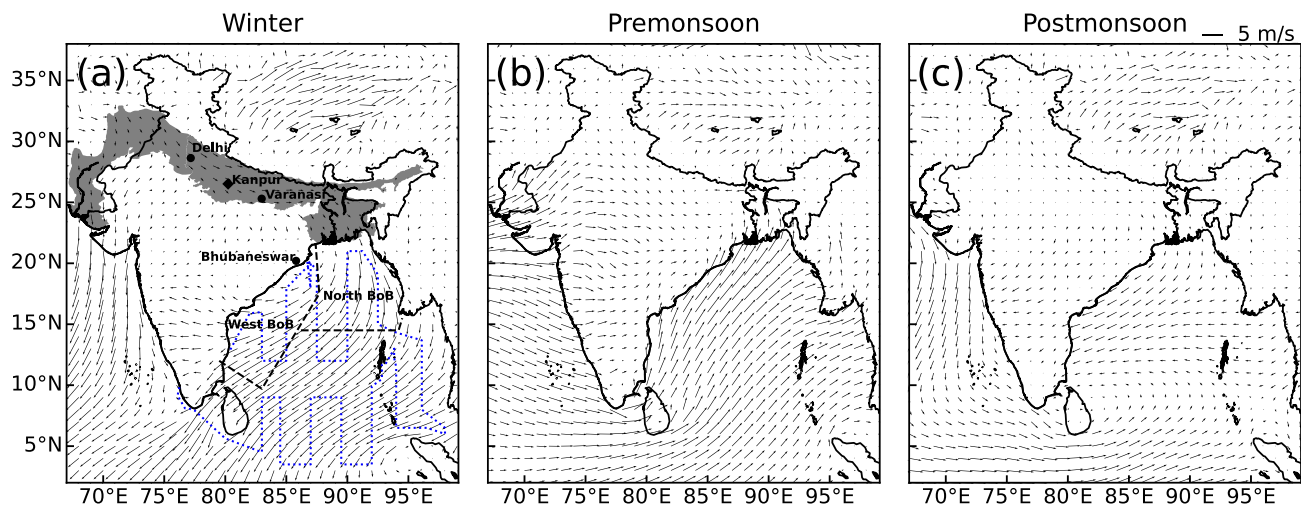 Winter
Premonsoon
Postmonsoon
5 m/s
(a)
(b)
(c)
35°N
30°N
25°N
20°N
15°N
10°N
5°N
Delhi
Kanpur
Varanasi
Bhubaneswar
North BoB
West BoB
70°E 75°E 80°E 85°E 90°E 95°E
70°E 75°E 80°E 85°E 90°E 95°E
70°E 75°E 80°E 85°E 90°E 95°E